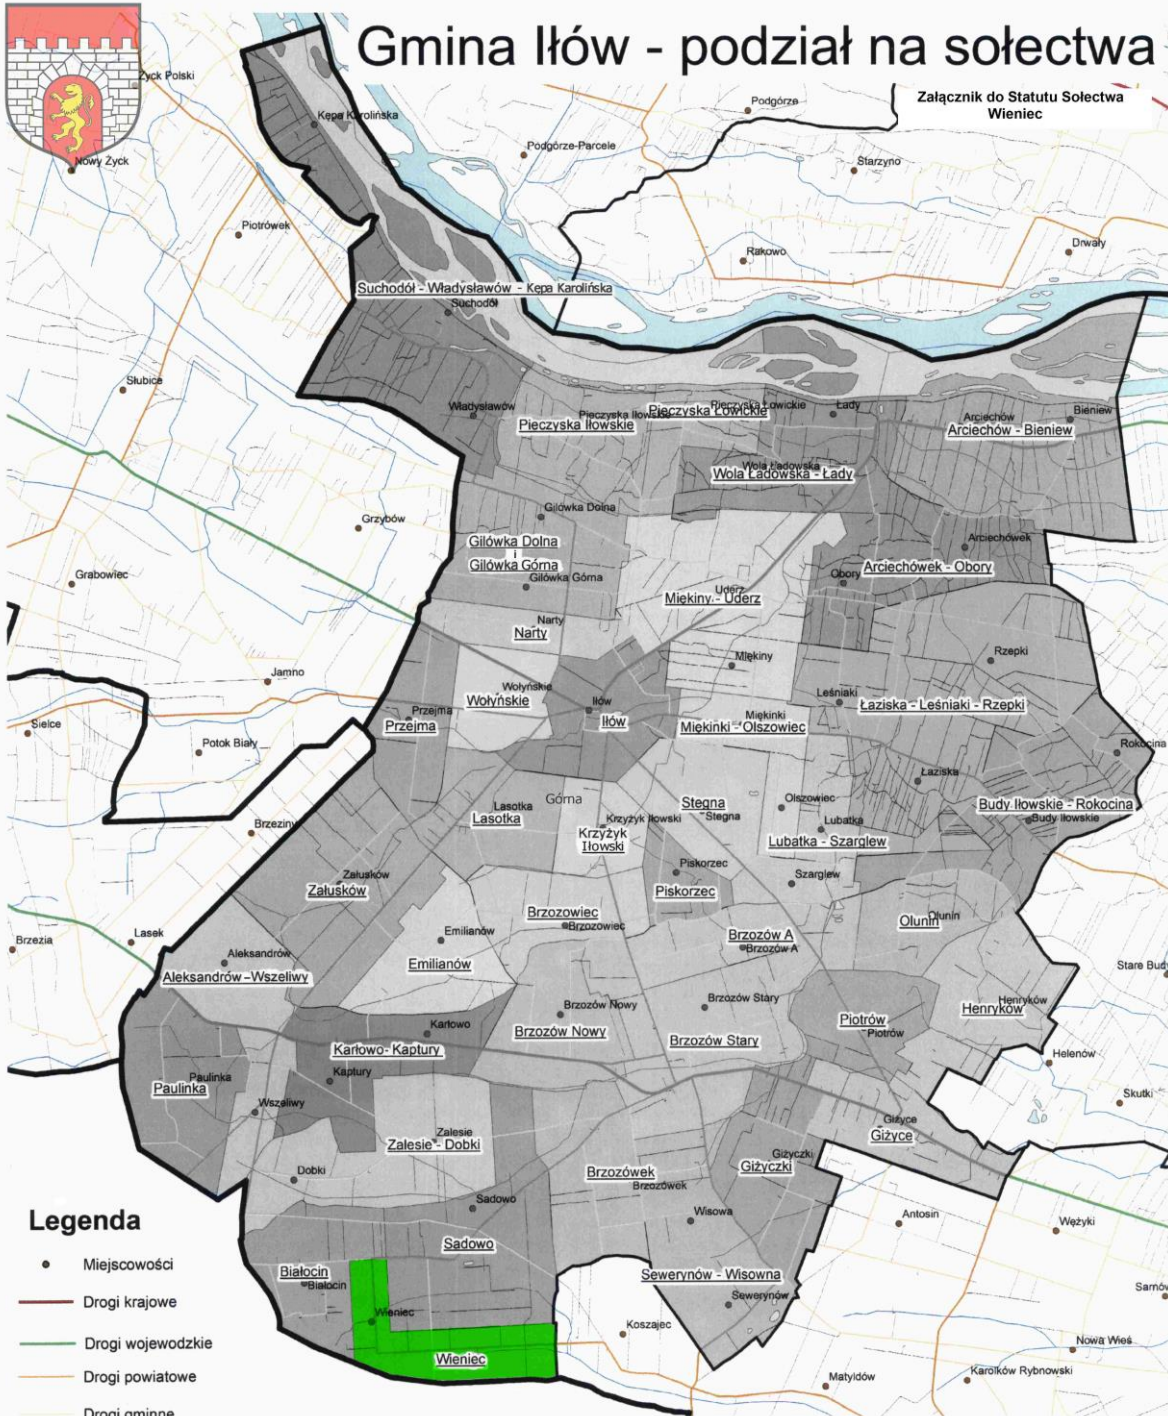 Gmina Iłów - podział na sołectwa
Załącznik do Statutu Sołectwa
Wieniec
Życk Polski
Nowy Życk
Kępa Karolińska
Podgórze
Podgórze-Parcele
Starzyno
Piotrówek
Rakowo
Drwały
Suchodół - Władysławów - Kępa Karolińska
Suchodół
Słubice
Władysławów
Pieczyska Iłowskie
Pieczyska Iłowskie
Pieczyska Łowickie
Pieczyska Łowickie
Łady
Arciechów
Bieniew
Arciechów - Bieniew
Wola Ładowska
Wola Ładowska - Łady
Grzybów
Gilówka Dolna
Gilówka Dolna
i
Gilówka Górna
Gilówka Górna
Arciechówek
Arciechówek - Obory
Obory
Grabowiec
Uderz
Miękiny - Uderz
Narty
Narty
Miękiny
Rzepki
Jamno
Wołyńskie
Wołyńskie
Iłów
Iłów
Leśniaki
Łaziska - Leśniaki - Rzepki
Sielce
Przejma
Przejma
Miękinki
Miękinki - Olszowiec
Potok Biały
Rokocina
Łaziska
Górna
Lasotka
Lasotka
Stegna
Stegna
Olszowiec
Budy Iłowskie - Rokocina
Budy Iłowskie
Brzeziny
Krzyżyk Iłowski
Krzyżyk
Iłowski
Lubatka
Lubatka - Szarglew
Załusków
Załusków
Piskorzec
Piskorzec
Szarglew
Brzozowiec
Brzozowiec
Olunin
Olunin
Brzezia
Lasek
Emilianów
Emilianów
Brzozów A
Brzozów A
Aleksandrów
Aleksandrów - Wszeliwy
Stare Budy
Brzozów Nowy
Brzozów Nowy
Brzozów Stary
Brzozów Stary
Henryków
Henryków
Piotrów
Piotrów
Karłowo
Karłowo - Kaptury
Kaptury
Helenów
Paulinka
Paulinka
Skutki
Wszeliwy
Zalesie
Zalesie - Dobki
Giżyce
Giżyce
Dobki
Brzozówek
Brzozówek
Giżyczki
Giżyczki
Sadowo
Sadowo
Wisowa
Antosin
Wężyki
Białocin
Białocin
Sewerynów - Wisowna
Sewerynów
Wieniec
Wieniec
Koszajec
Nowa Wieś
Matyldów
Karolków Rybnowski
Legenda
Miejscowości
Drogi krajowe
Drogi wojewodzkie
Drogi powiatowe
Drogi gminne